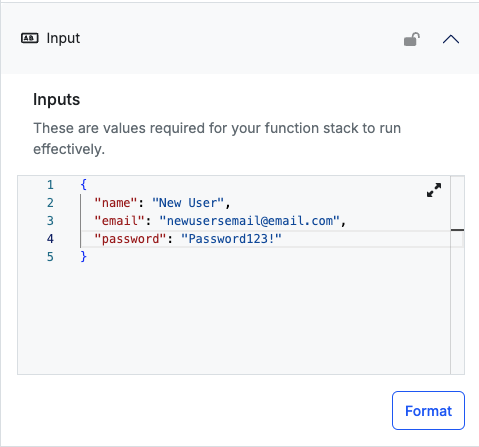 AB Input
Inputs
These are values required for your function stack to run
effectively.
1 {
2 "name": "New User",
3 "email": "newusersemail@email.com",
4 "password": "Password123!"
5 }
Format